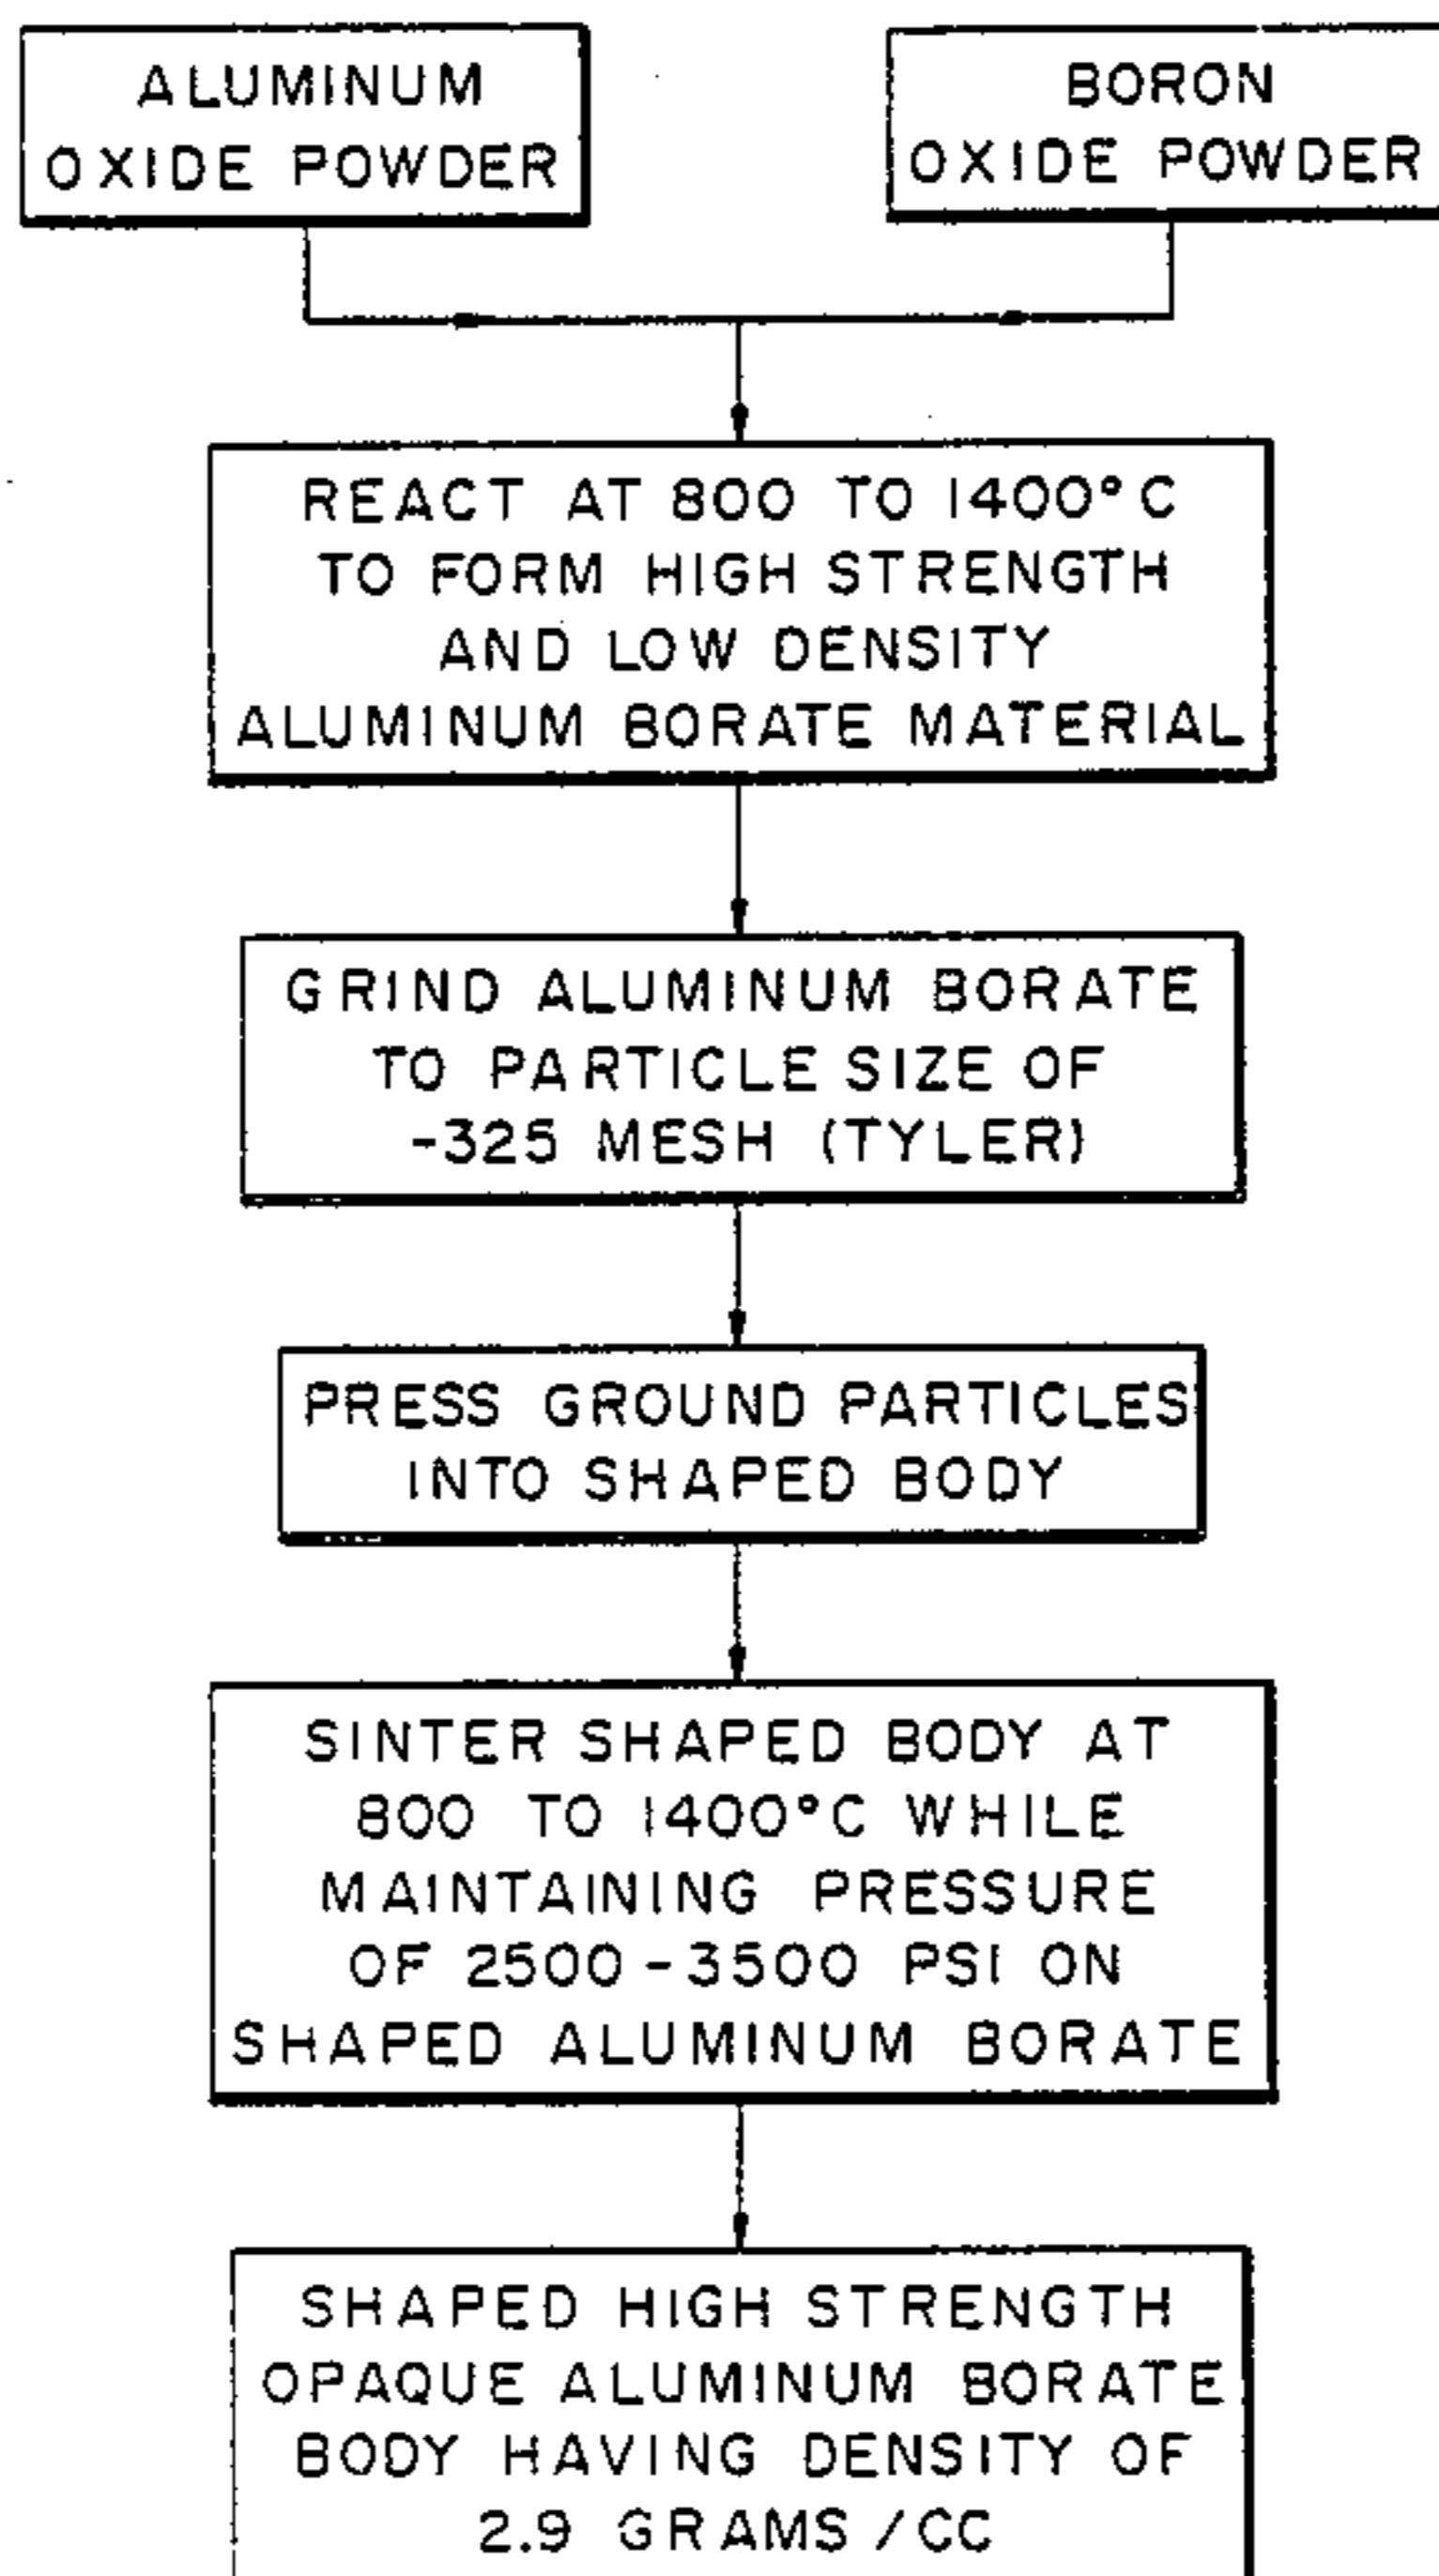 ALUMINUM
OXIDE POWDER
BORON
OXIDE POWDER
REACT AT 800 TO 1400°C
TO FORM HIGH STRENGTH
AND LOW DENSITY
ALUMINUM BORATE MATERIAL
GRIND ALUMINUM BORATE
TO PARTICLE SIZE OF
-325 MESH (TYLER)
PRESS GROUND PARTICLES
INTO SHAPED BODY
SINTER SHAPED BODY AT
800 TO 1400°C WHILE
MAINTAINING PRESSURE
OF 2500-3500 PSI ON
SHAPED ALUMINUM BORATE
SHAPED HIGH STRENGTH
OPAQUE ALUMINUM BORATE
BODY HAVING DENSITY OF
2.9 GRAMS/CC